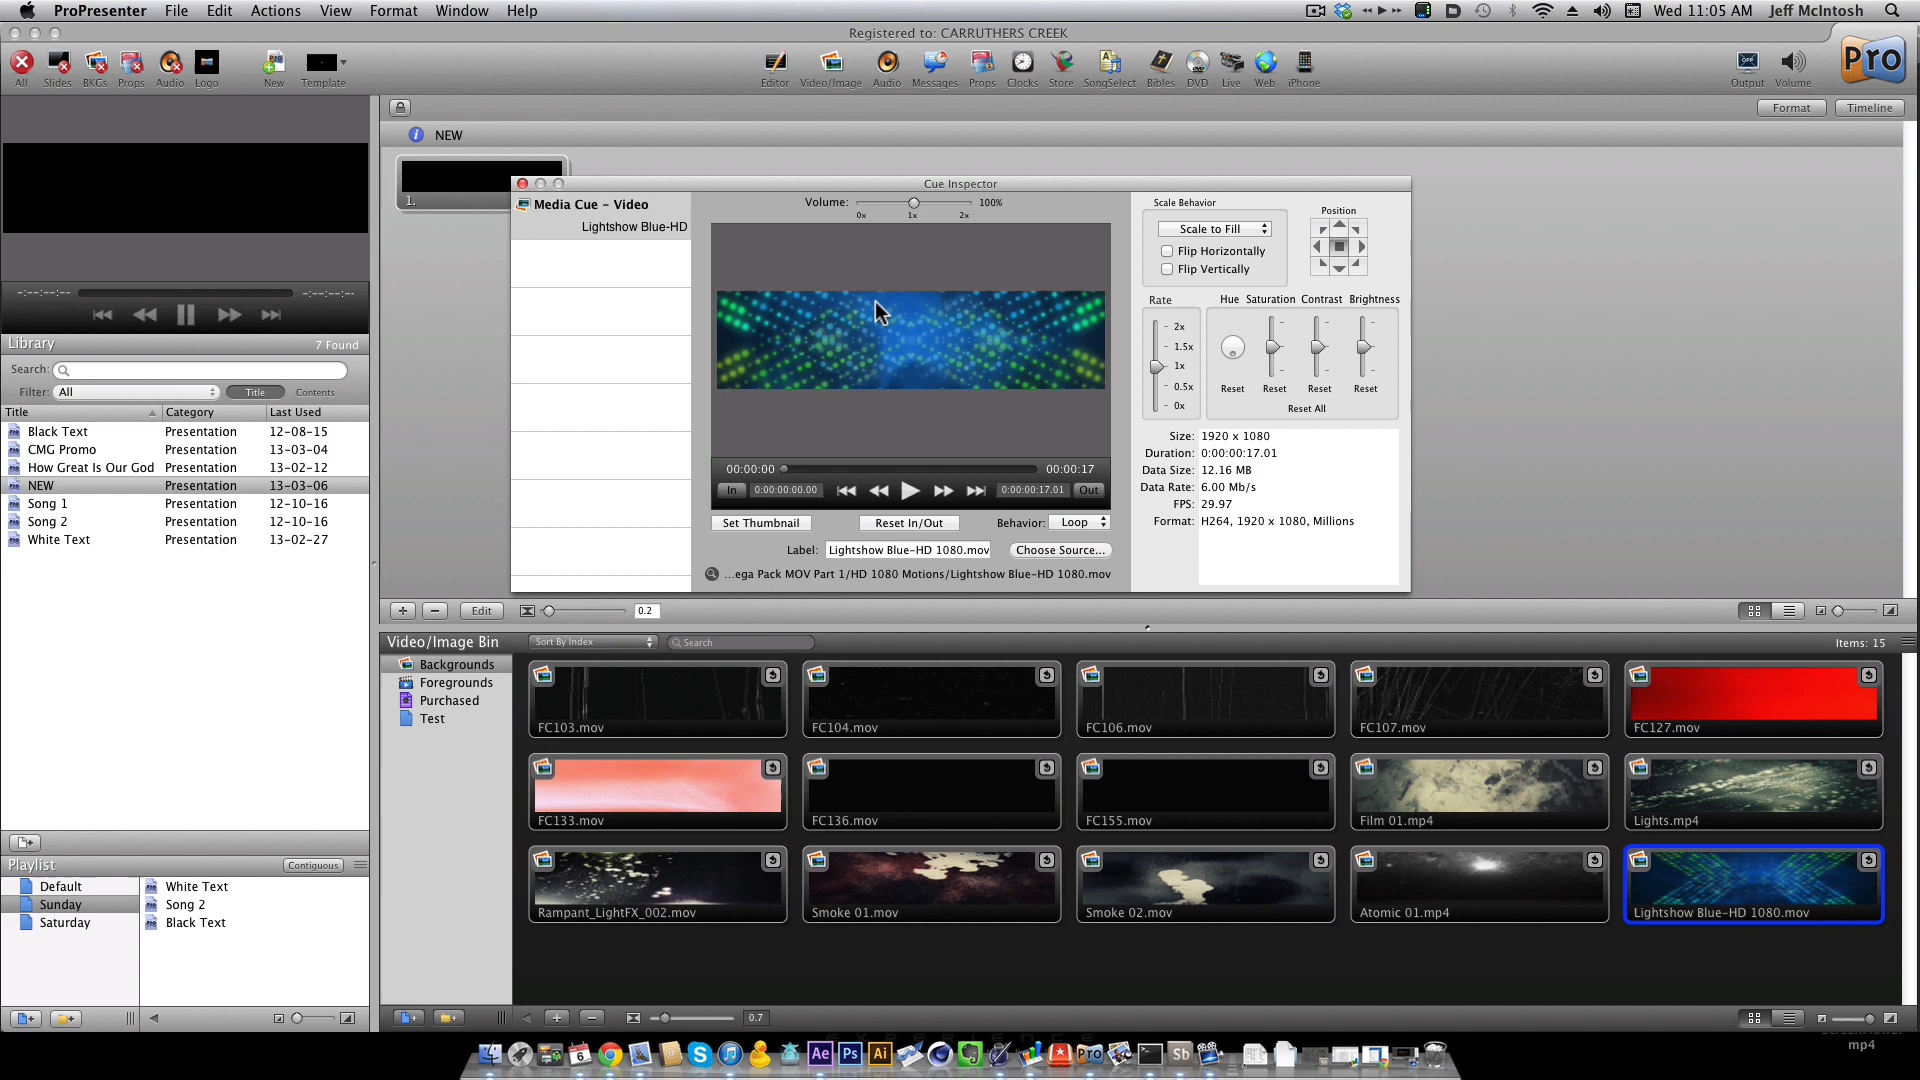 ProPresenter File Edit Actions View Format Window Help Wed 11:05 AM Jeff McIntosh
Registered to: CARRUTHERS CREEK
All Slides BKGs Props Audio Logo New Template Editor Video/Image Audio Messages Props Clocks Store SongSelect Bibles DVD Live Web iPhone Output Volume
Pro
Format Timeline
NEW
1.
Cue Inspector
Media Cue – Video
Lightshow Blue-HD
Volume: 100%
0x 1x 2x
Scale Behavior
Scale to Fill
Flip Horizontally
Flip Vertically
Position
Rate Hue Saturation Contrast Brightness
2x
1.5x
1x
0.5x
0x
Reset Reset Reset Reset
Reset All
Size: 1920 x 1080
Duration: 0:00:00:17.01
Data Size: 12.16 MB
Data Rate: 6.00 Mb/s
FPS: 29.97
Format: H264, 1920 x 1080, Millions
00:00:00 00:00:17
In 0:00:00:00.00 0:00:00:17.01 Out
Set Thumbnail Reset In/Out Behavior: Loop
Label: Lightshow Blue-HD 1080.mov Choose Source...
...ega Pack MOV Part 1/HD 1080 Motions/Lightshow Blue-HD 1080.mov
-:--:--:-- -:--:--:--
Library 7 Found
Search:
Filter: All Title Contents
Title Category Last Used
Black Text Presentation 12-08-15
CMG Promo Presentation 13-03-04
How Great Is Our God Presentation 13-02-12
NEW Presentation 13-03-06
Song 1 Presentation 12-10-16
Song 2 Presentation 12-10-16
White Text Presentation 13-02-27
Edit 0.2
Playlist Contiguous
Default
Sunday
Saturday
White Text
Song 2
Black Text
Video/Image Bin Sort By Index Search Items: 15
Backgrounds
Foregrounds
Purchased
Test
FC103.mov FC104.mov FC106.mov FC107.mov FC127.mov
FC133.mov FC136.mov FC155.mov Film 01.mp4 Lights.mp4
Rampant_LightFX_002.mov Smoke 01.mov Smoke 02.mov Atomic 01.mp4 Lightshow Blue-HD 1080.mov
0.7
mp4
6 Ae Ps Ai Pro Sb